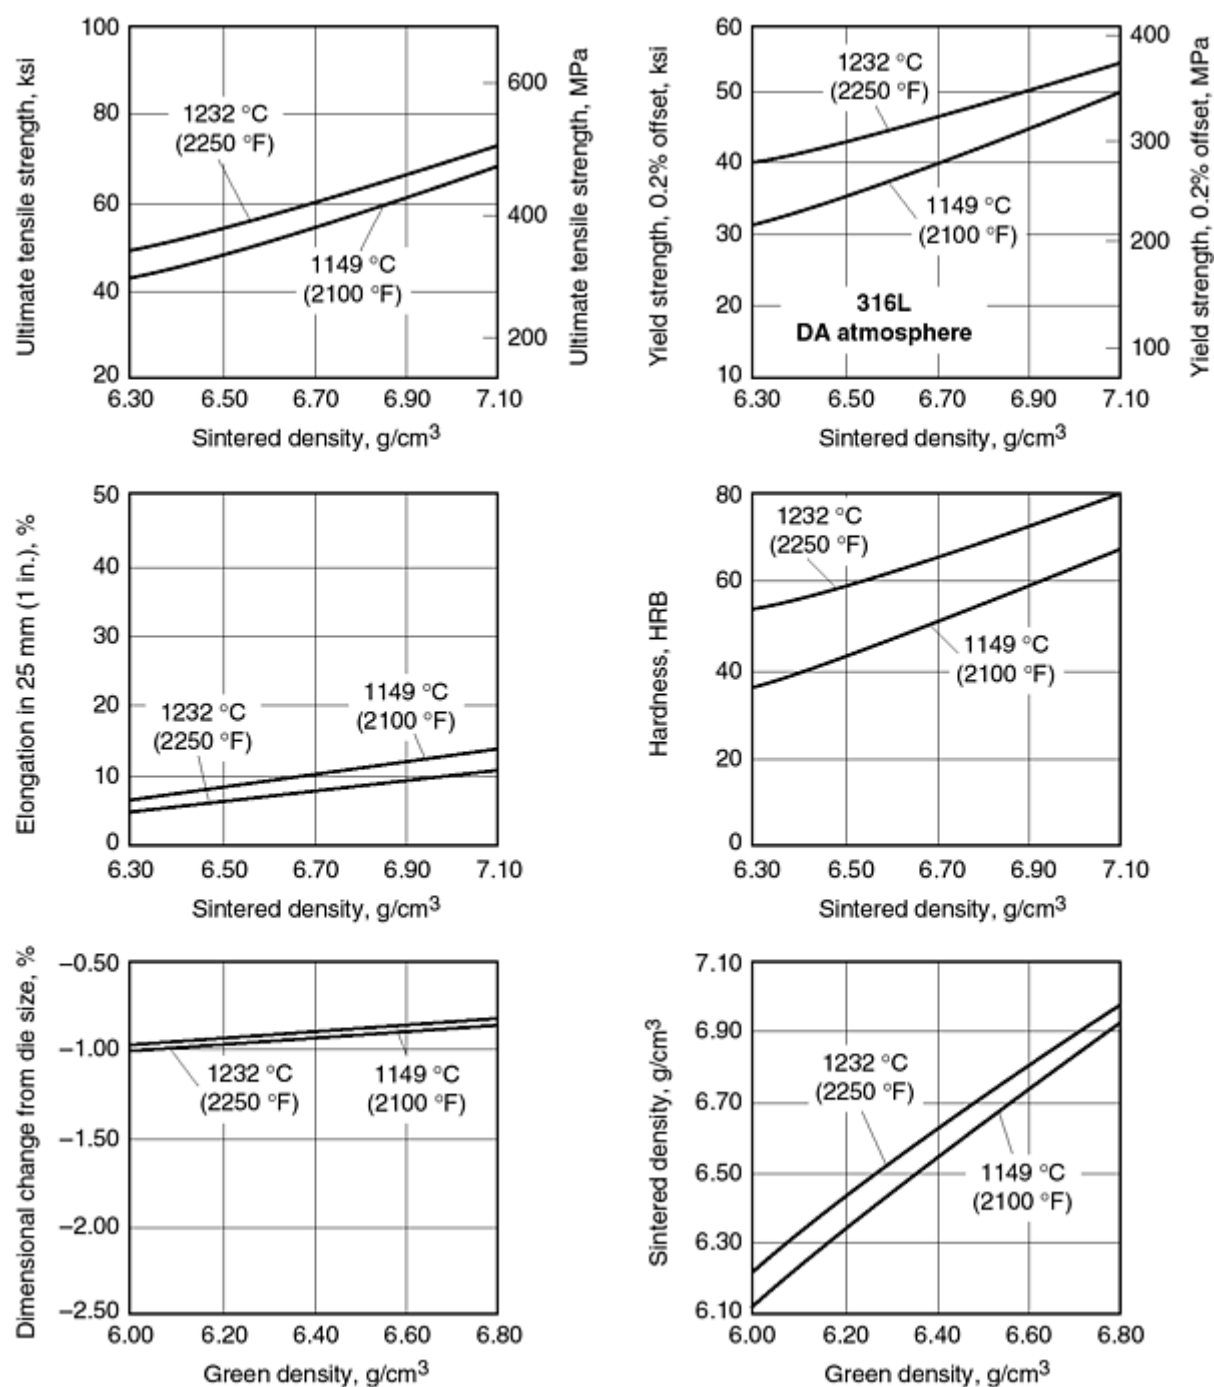 Ultimate tensile strength, ksi
100
80
60
40
20
600
400
200
Ultimate tensile strength, MPa
1232 °C
(2250 °F)
1149 °C
(2100 °F)
6.30 6.50 6.70 6.90 7.10
Sintered density, g/cm³
Yield strength, 0.2% offset, ksi
60
50
40
30
20
10
400
300
200
100
Yield strength, 0.2% offset, MPa
1232 °C
(2250 °F)
1149 °C
(2100 °F)
316L
DA atmosphere
6.30 6.50 6.70 6.90 7.10
Sintered density, g/cm³
Elongation in 25 mm (1 in.), %
50
40
30
20
10
0
1232 °C
(2250 °F)
1149 °C
(2100 °F)
6.30 6.50 6.70 6.90 7.10
Sintered density, g/cm³
Hardness, HRB
80
60
40
20
0
1232 °C
(2250 °F)
1149 °C
(2100 °F)
6.30 6.50 6.70 6.90 7.10
Sintered density, g/cm³
Dimensional change from die size, %
–0.50
–1.00
–1.50
–2.00
–2.50
1232 °C
(2250 °F)
1149 °C
(2100 °F)
6.00 6.20 6.40 6.60 6.80
Green density, g/cm³
Sintered density, g/cm³
7.10
6.90
6.70
6.50
6.30
6.10
1232 °C
(2250 °F)
1149 °C
(2100 °F)
6.00 6.20 6.40 6.60 6.80
Green density, g/cm³